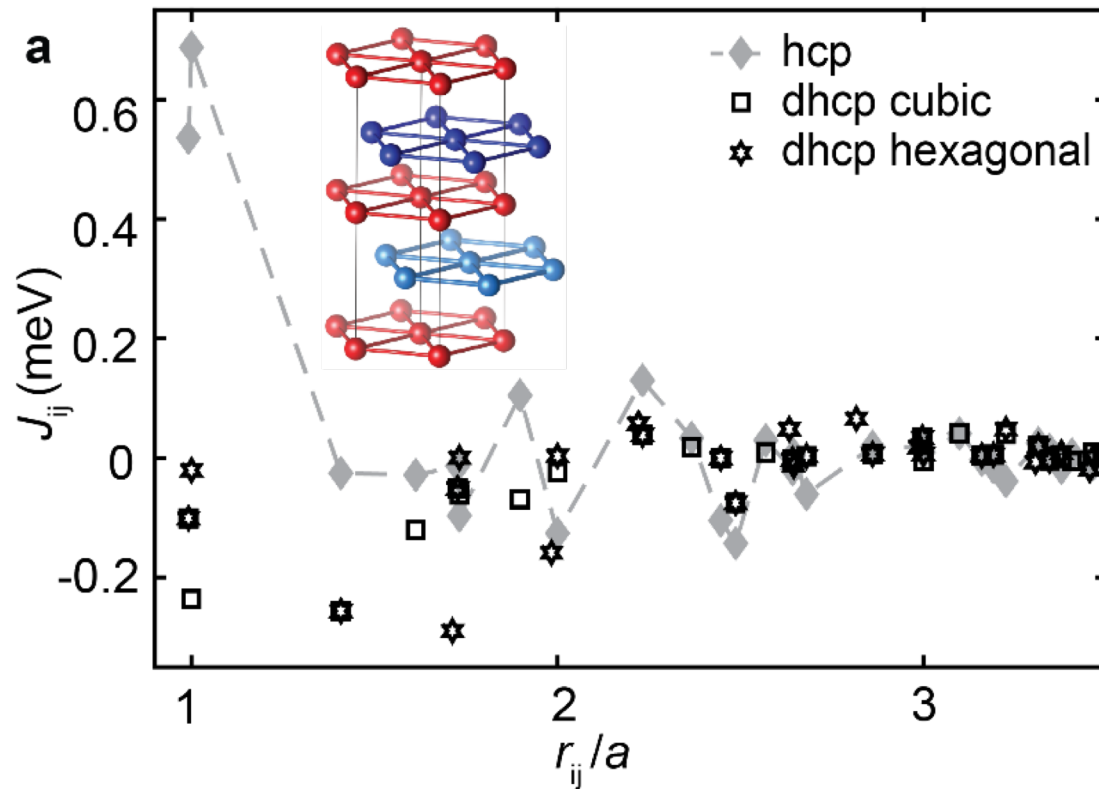 a
hcp
dhcp cubic
dhcp hexagonal
0.6
0.4
0.2
0
-0.2
J_ij (meV)
1
2
3
r_ij/a